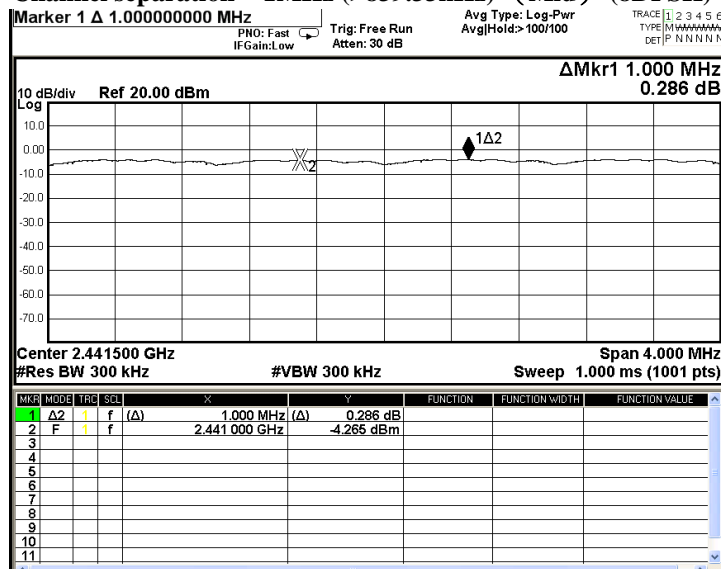 Marker 1 Δ 1.000000000 MHz
PNO: Fast
IFGain:Low
Trig: Free Run
Atten: 30 dB
Avg Type: Log-Pwr
Avg|Hold:>100/100
TRACE 1 2 3 4 5 6
TYPE M
DET P N N N N
ΔMkr1 1.000 MHz
0.286 dB
10 dB/div Ref 20.00 dBm
Log
10.0
0.00
-10.0
-20.0
-30.0
-40.0
-50.0
-60.0
-70.0
1Δ2
2
Center 2.441500 GHz Span 4.000 MHz
#Res BW 300 kHz #VBW 300 kHz Sweep 1.000 ms (1001 pts)
MKR MODE TRC SCL X Y FUNCTION FUNCTION WIDTH FUNCTION VALUE
1 Δ2 1 f (Δ) 1.000 MHz (Δ) 0.286 dB
2 F 1 f 2.441 000 GHz -4.265 dBm
3
4
5
6
7
8
9
10
11